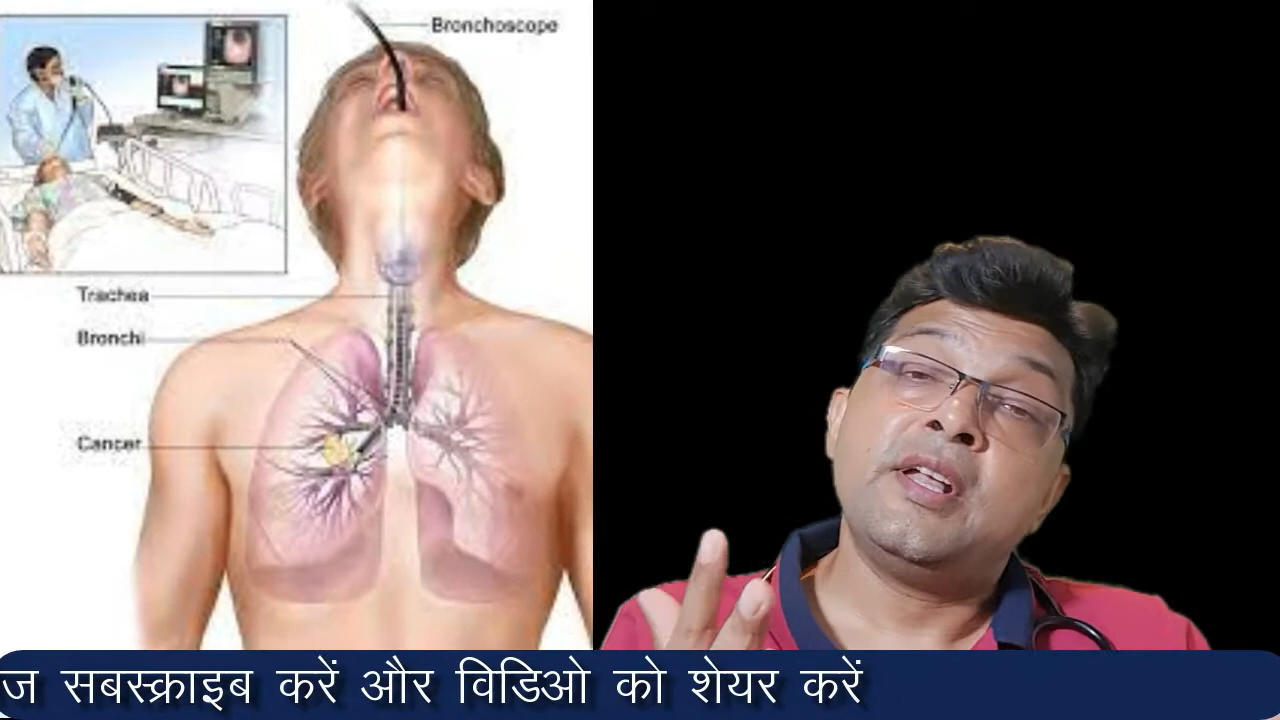 Bronchoscope
Trachea
Bronchi
Cancer
ज सबस्क्राइब करें और विडिओ को शेयर करें